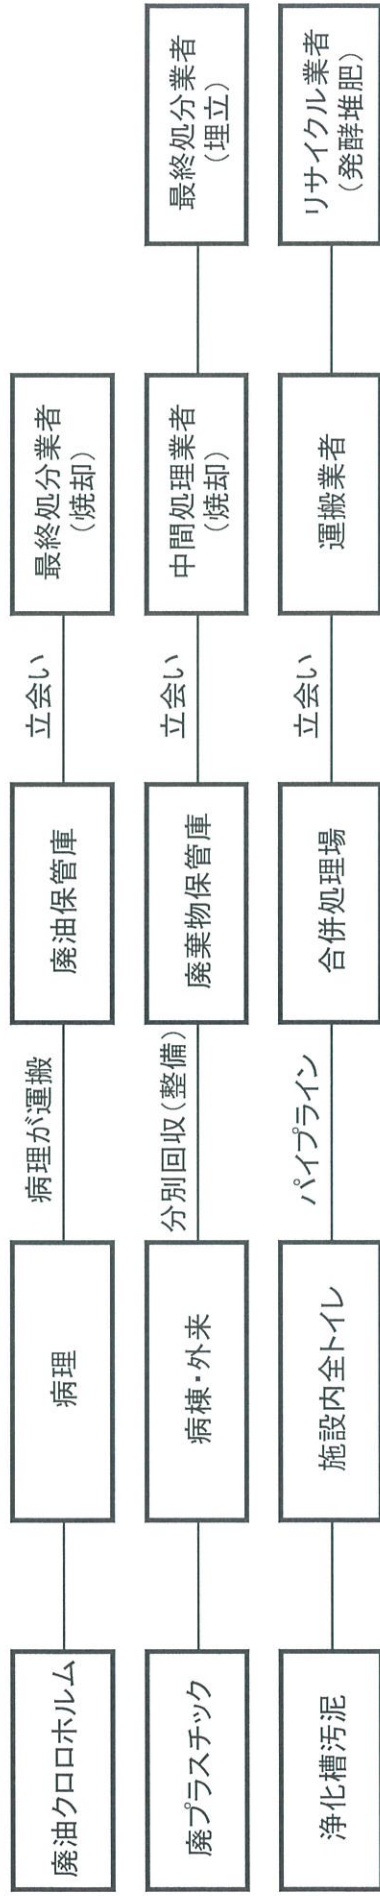 廃油クロロホルム
病理
病理が運搬
廃油保管庫
立会い
最終処分業者
(焼却)
廃プラスチック
病棟・外来
分別回収(整備)
廃棄物保管庫
立会い
中間処理業者
(焼却)
最終処分業者
(埋立)
浄化槽汚泥
施設内全トイレ
パイプライン
合併処理場
立会い
運搬業者
リサイクル業者
(発酵堆肥)